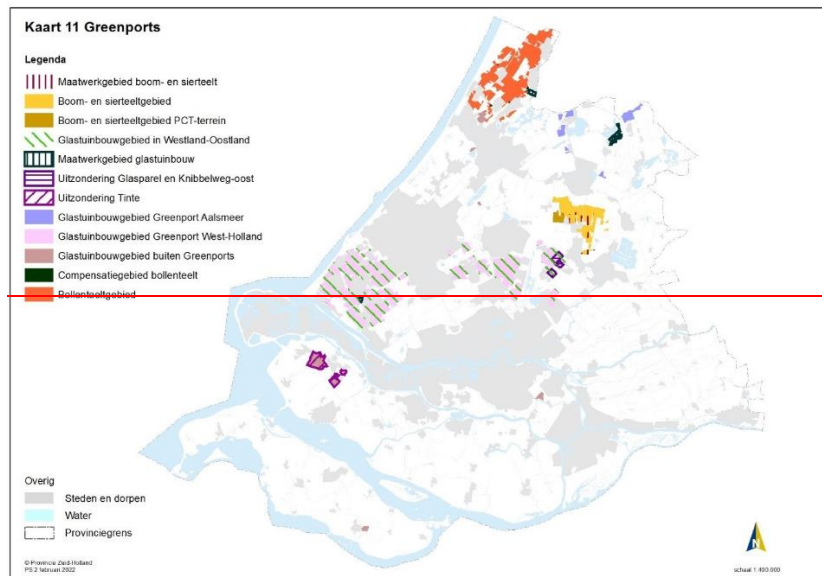 Kaart 11 Greenports
Legenda
Maatwerkgebied boom- en sierteelt
Boom- en sierteeltgebied
Boom- en sierteeltgebied PCT-terrein
Glastuinbouwgebied in Westland-Oostland
Maatwerkgebied glastuinbouw
Uitzondering Glasparel en Knibbelweg-oost
Uitzondering Tinte
Glastuinbouwgebied Greenport Aalsmeer
Glastuinbouwgebied Greenport West-Holland
Glastuinbouwgebied buiten Greenports
Compensatiegebied bollenteelt
Bollenteeltgebied
Overig
Steden en dorpen
Water
Provinciegrens
© Provincie Zuid-Holland
PS 2 februari 2022
N
schaal 1:400.000